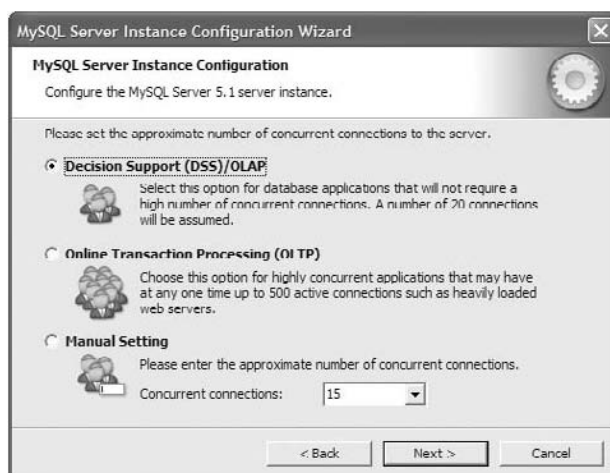 MySQL Server Instance Configuration Wizard
MySQL Server Instance Configuration
Configure the MySQL Server 5.1 server instance.
Please set the approximate number of concurrent connections to the server.
Decision Support (DSS)/OLAP
Select this option for database applications that will not require a
high number of concurrent connections. A number of 20 connections
will be assumed.
Online Transaction Processing (OLTP)
Choose this option for highly concurrent applications that may have
at any one time up to 500 active connections such as heavily loaded
web servers.
Manual Setting
Please enter the approximate number of concurrent connections.
Concurrent connections: 15
< Back Next > Cancel